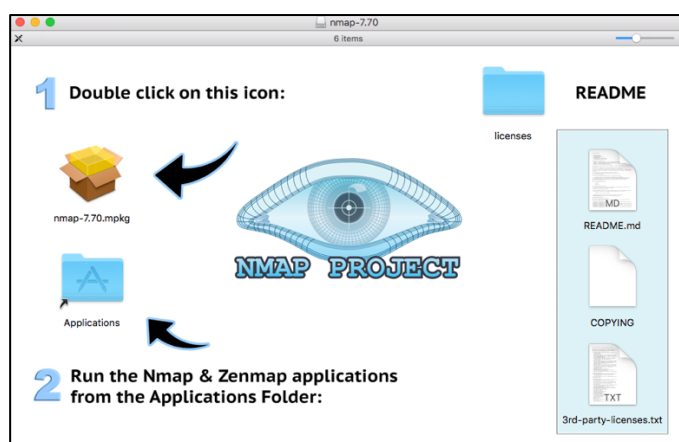 nmap-7.70
6 items
1 Double click on this icon:
nmap-7.70.mpkg
NMAP PROJECT
Applications
2 Run the Nmap & Zenmap applications
from the Applications Folder:
licenses
README
MD
README.md
COPYING
TXT
3rd-party-licenses.txt